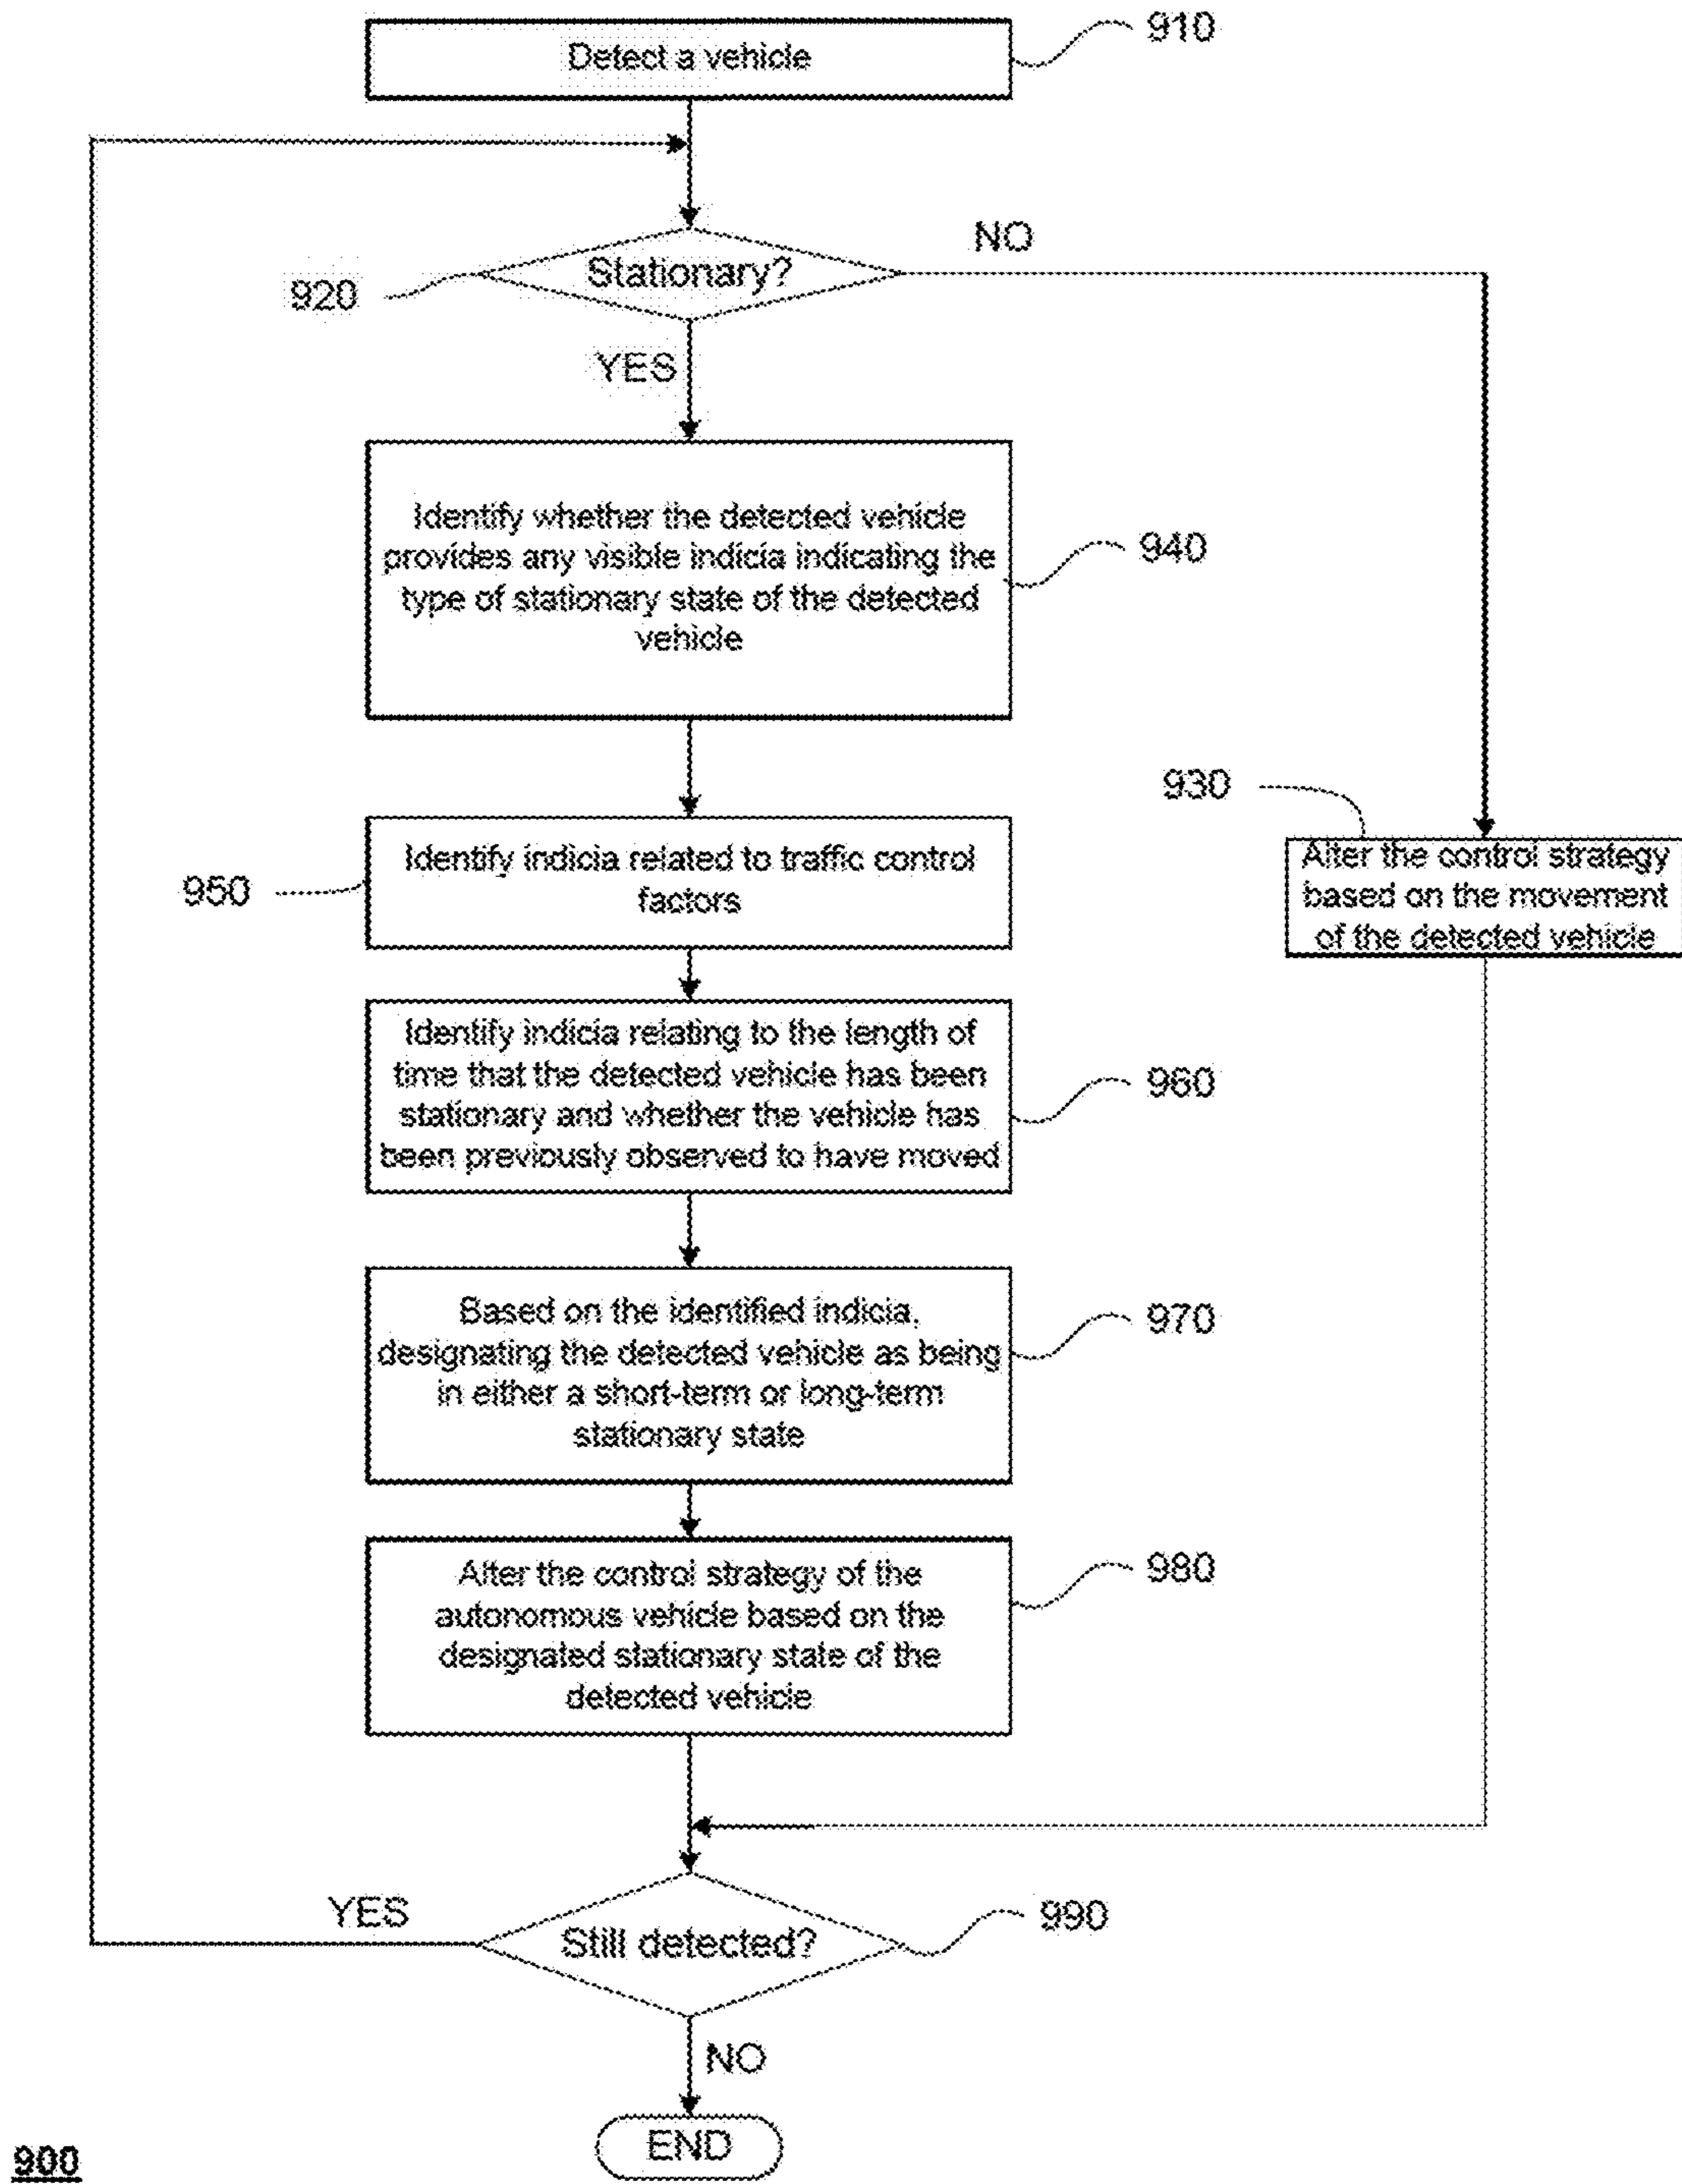 Detect a vehicle
910
Stationary?
920
NO
YES
Identify whether the detected vehicle
provides any visible indicia indicating the
type of stationary state of the detected
vehicle
940
930
Alter the control strategy
based on the movement
of the detected vehicle
Identify indicia related to traffic control
factors
950
Identify indicia relating to the length of
time that the detected vehicle has been
stationary and whether the vehicle has
been previously observed to have moved
960
Based on the identified indicia,
designating the detected vehicle as being
in either a short-term or long-term
stationary state
970
Alter the control strategy of the
autonomous vehicle based on the
designated stationary state of the
detected vehicle
980
YES
Still detected?
990
NO
END
900